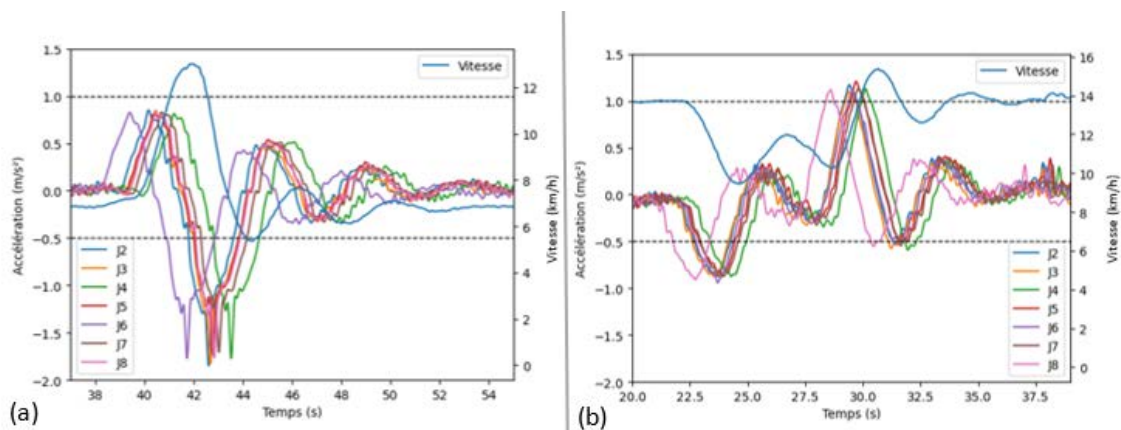 1.5
1.0
0.5
0.0
−0.5
−1.0
−1.5
−2.0
Accélération (m/s²)
Vitesse
12
10
8
6
4
2
0
Vitesse (km/h)
J2
J3
J4
J5
J6
J7
J8
38 40 42 44 46 48 50 52 54
Temps (s)
(a)
1.5
1.0
0.5
0.0
−0.5
−1.0
−1.5
−2.0
Accélération (m/s²)
Vitesse
16
14
12
10
8
6
4
2
0
Vitesse (km/h)
J2
J3
J4
J5
J6
J7
J8
20.0 22.5 25.0 27.5 30.0 32.5 35.0 37.5
Temps (s)
(b)